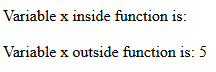 Variable x inside function is:
Variable x outside function is: 5